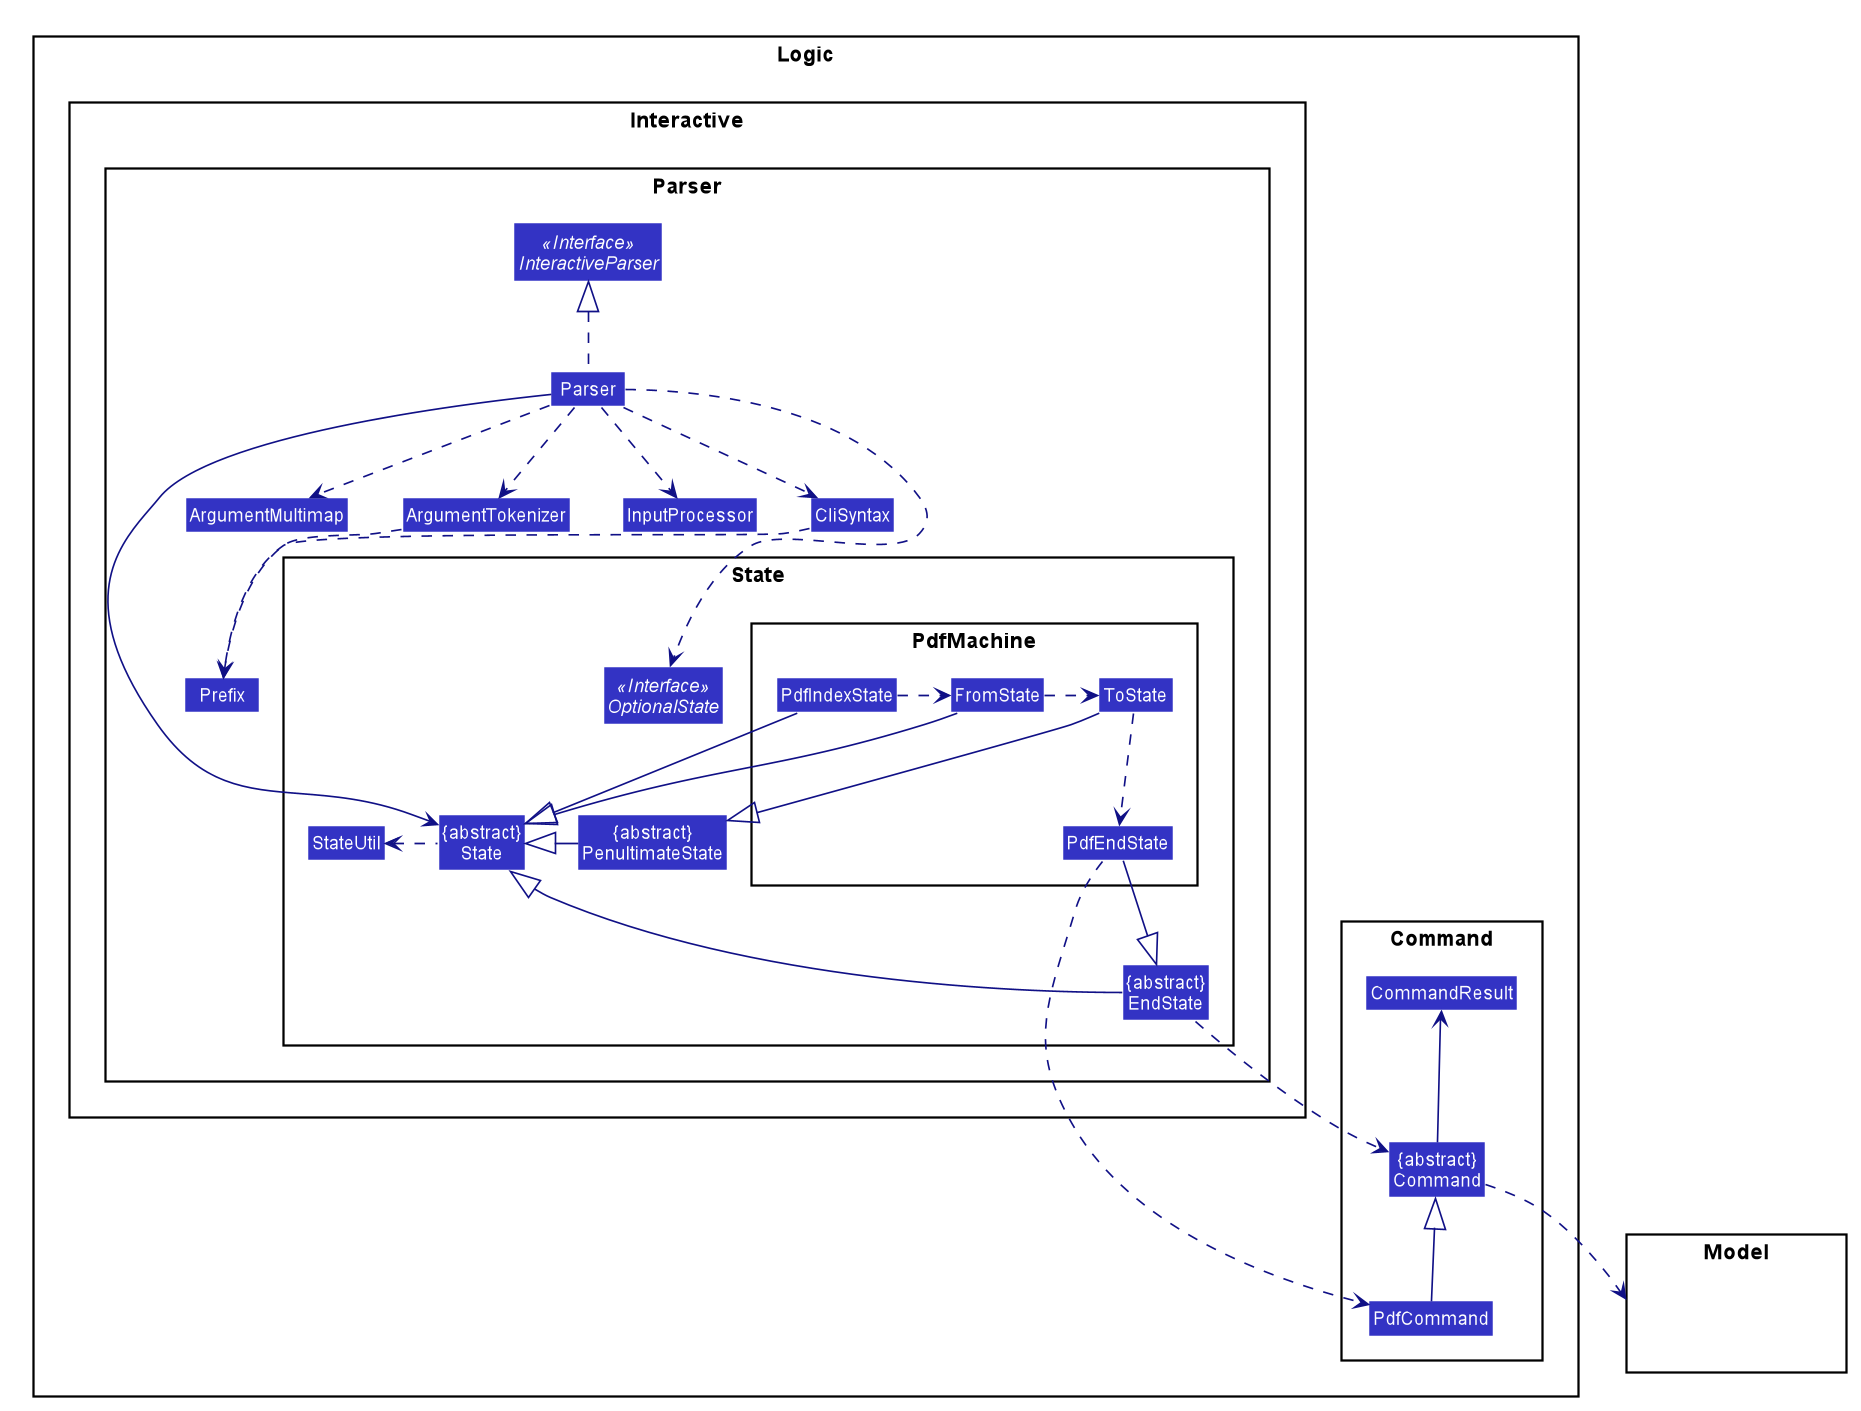 Logic
Interactive
Parser
«Interface»
InteractiveParser
Parser
ArgumentMultimap
ArgumentTokenizer
InputProcessor
CliSyntax
State
PdfMachine
Prefix
«Interface»
OptionalState
PdfIndexState
FromState
ToState
StateUtil
{abstract}
State
{abstract}
PenultimateState
PdfEndState
{abstract}
EndState
Command
CommandResult
{abstract}
Command
PdfCommand
Model